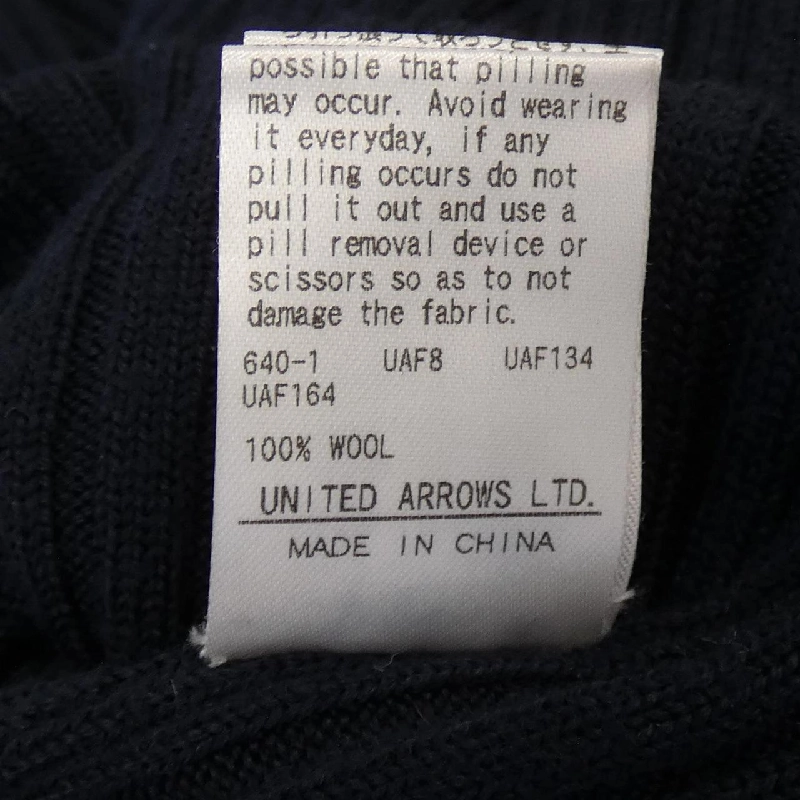 possible that pilling
may occur. Avoid wearing
it everyday, if any
pilling occurs do not
pull it out and use a
pill removal device or
scissors so as to not
damage the fabric.
640-1 UAF8 UAF134
UAF164
100% WOOL
UNITED ARROWS LTD.
MADE IN CHINA